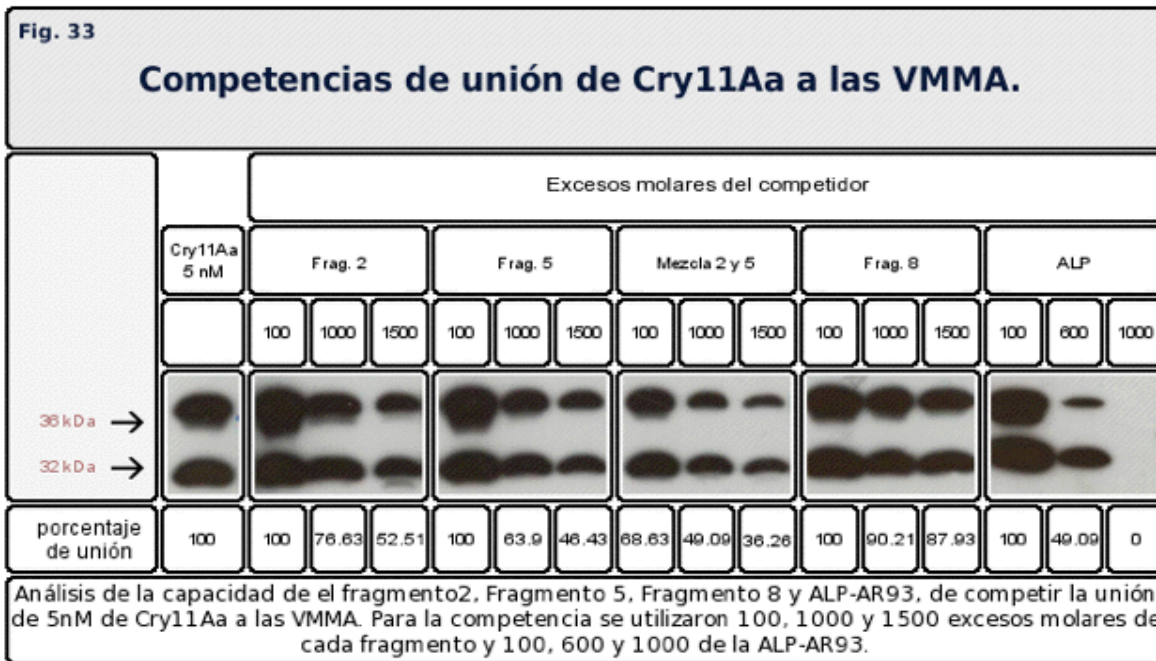 Fig. 33
Competencias de unión de Cry11Aa a las VMMA.
Excesos molares del competidor
Cry11Aa
5 nM
Frag. 2
Frag. 5
Mezcla 2 y 5
Frag. 8
ALP
100 1000 1500 100 1000 1500 100 1000 1500 100 1000 1500 100 600 1000
36 kDa →
32 kDa →
porcentaje
de unión
100 100 76.63 52.51 100 63.9 46.43 68.63 49.09 36.26 100 90.21 87.93 100 49.09 0
Análisis de la capacidad de el fragmento2, Fragmento 5, Fragmento 8 y ALP-AR93, de competir la unión
de 5nM de Cry11Aa a las VMMA. Para la competencia se utilizaron 100, 1000 y 1500 excesos molares de
cada fragmento y 100, 600 y 1000 de la ALP-AR93.